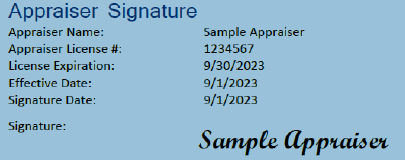 Appraiser Signature
Appraiser Name: Sample Appraiser
Appraiser License #: 1234567
License Expiration: 9/30/2023
Effective Date: 9/1/2023
Signature Date: 9/1/2023
Signature: Sample Appraiser